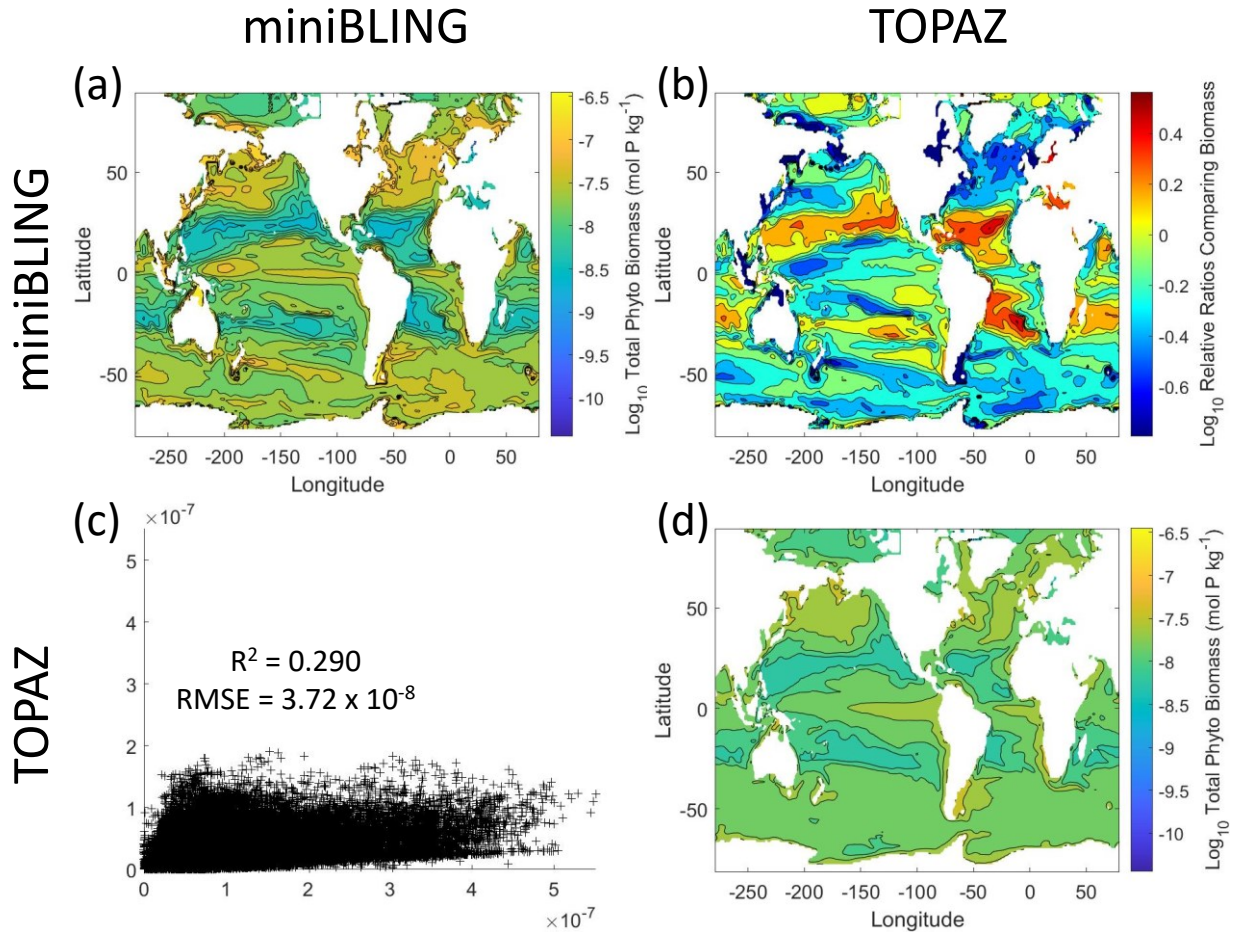 miniBLING
TOPAZ
miniBLING
TOPAZ
(a)
50
0
-50
Latitude
-250 -200 -150 -100 -50 0 50
Longitude
-6.5
-7
-7.5
-8
-8.5
-9
-9.5
-10
Log10 Total Phyto Biomass (mol P kg-1)
(b)
50
0
-50
Latitude
-250 -200 -150 -100 -50 0 50
Longitude
0.4
0.2
0
-0.2
-0.4
-0.6
Log10 Relative Ratios Comparing Biomass
(c)
×10-7
5
4
3
2
1
0
R2 = 0.290
RMSE = 3.72 x 10-8
0 1 2 3 4 5
×10-7
(d)
50
0
-50
Latitude
-250 -200 -150 -100 -50 0 50
Longitude
-6.5
-7
-7.5
-8
-8.5
-9
-9.5
-10
Log10 Total Phyto Biomass (mol P kg-1)